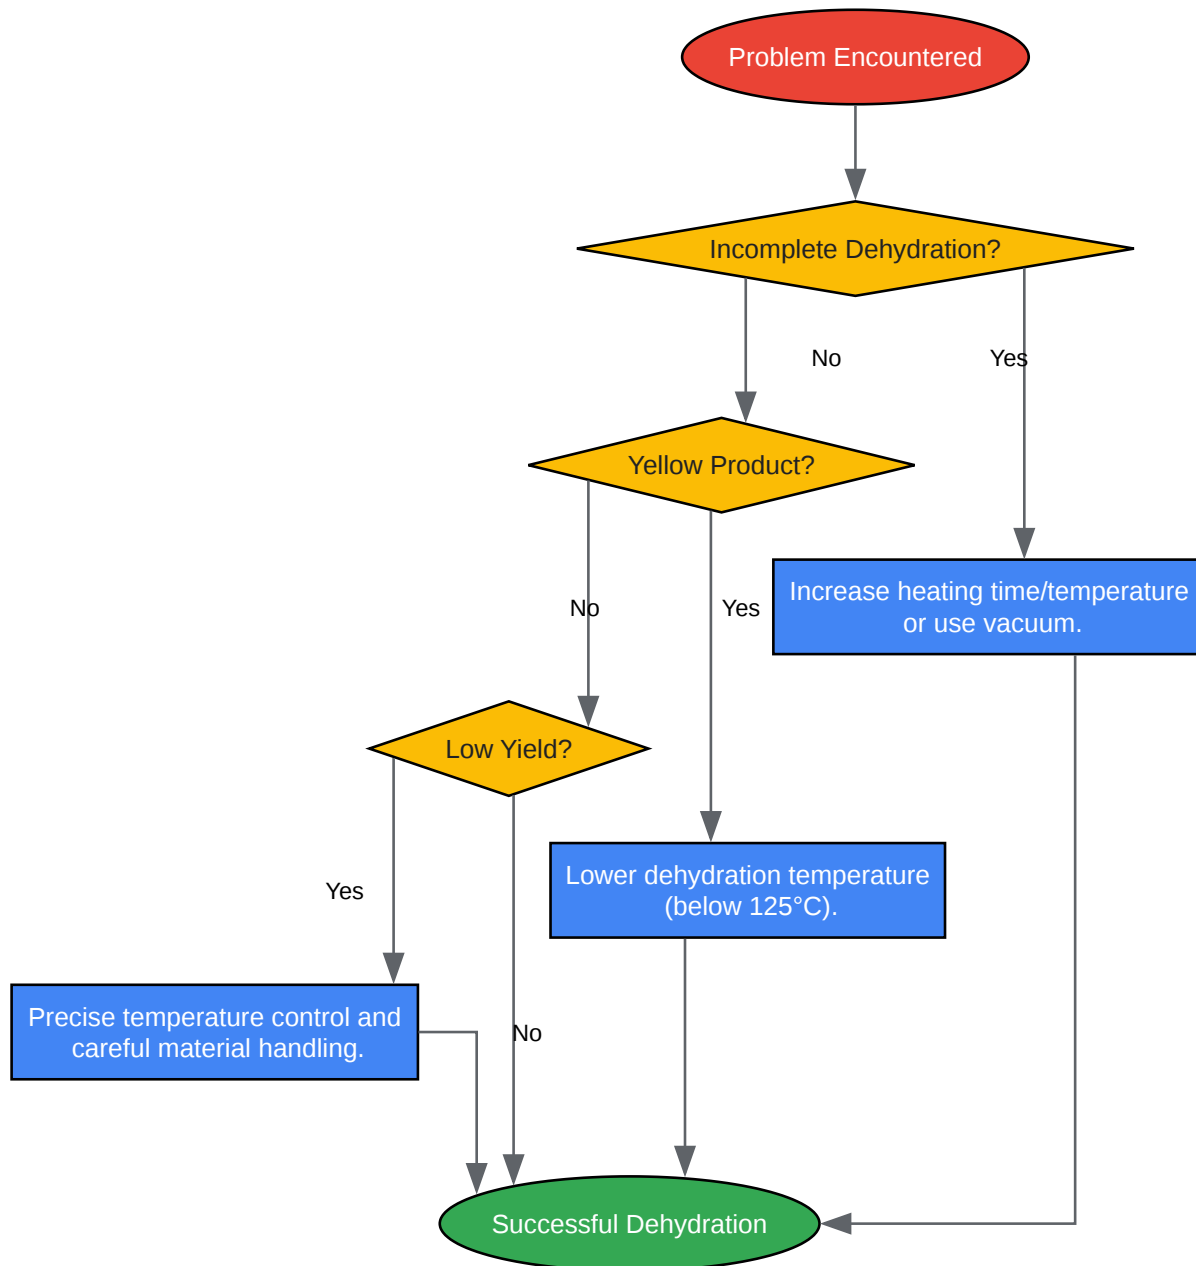 Problem Encountered
Incomplete Dehydration?
No
Yes
Yellow Product?
Increase heating time/temperature
or use vacuum.
No
Yes
Low Yield?
Lower dehydration temperature
(below 125°C).
Yes
Precise temperature control and
careful material handling.
No
Successful Dehydration